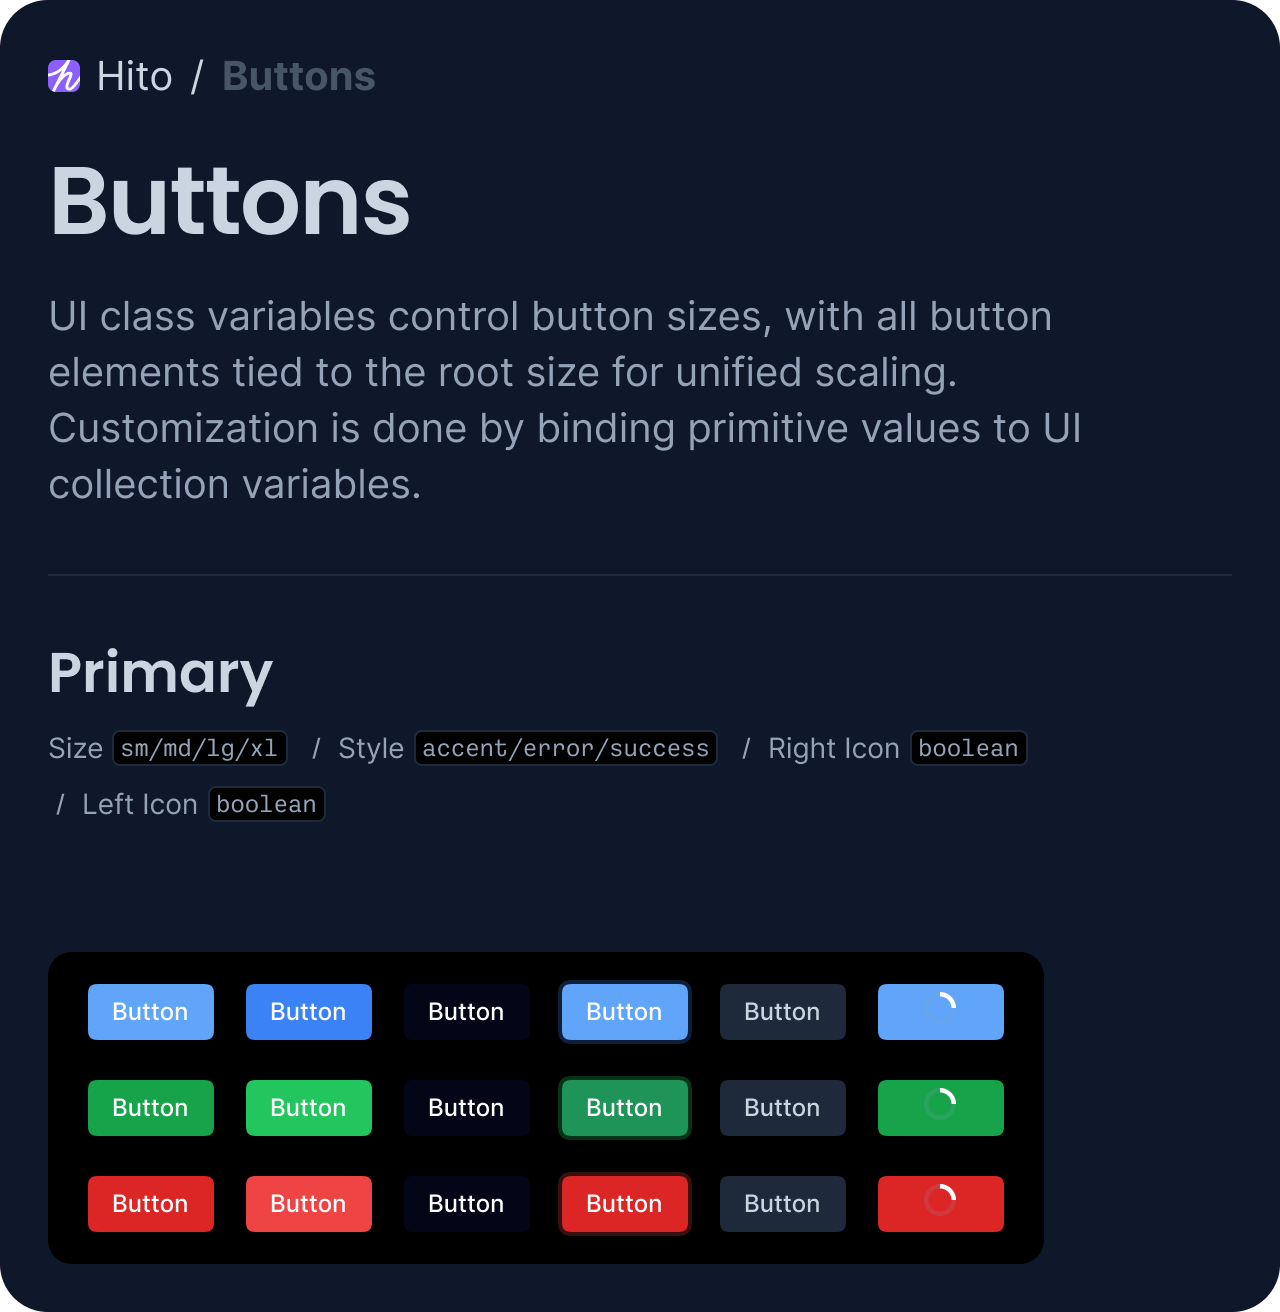 Hito / Buttons
Buttons
UI class variables control button sizes, with all button
elements tied to the root size for unified scaling.
Customization is done by binding primitive values to UI
collection variables.
Primary
Size sm/md/lg/xl / Style accent/error/success / Right Icon boolean
/ Left Icon boolean
Button Button Button Button Button
Button Button Button Button Button
Button Button Button Button Button